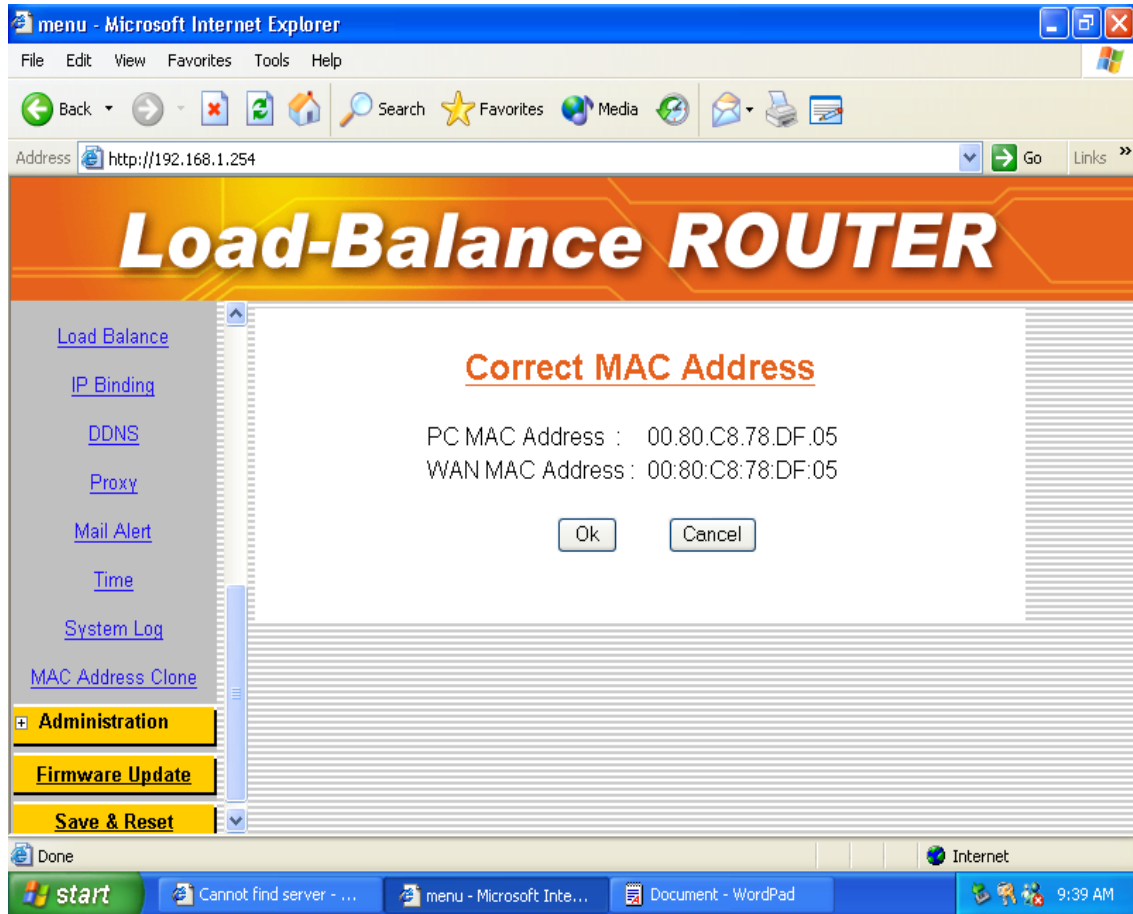 menu - Microsoft Internet Explorer
File Edit View Favorites Tools Help
Back Search Favorites Media
Address http://192.168.1.254 Go Links »
Load-Balance ROUTER
Load Balance
IP Binding
DDNS
Proxy
Mail Alert
Time
System Log
MAC Address Clone
Administration
Firmware Update
Save & Reset
Correct MAC Address
PC MAC Address : 00.80.C8.78.DF.05
WAN MAC Address : 00:80:C8:78:DF:05
Ok Cancel
Done Internet
start Cannot find server - ... menu - Microsoft Inte... Document - WordPad 9:39 AM